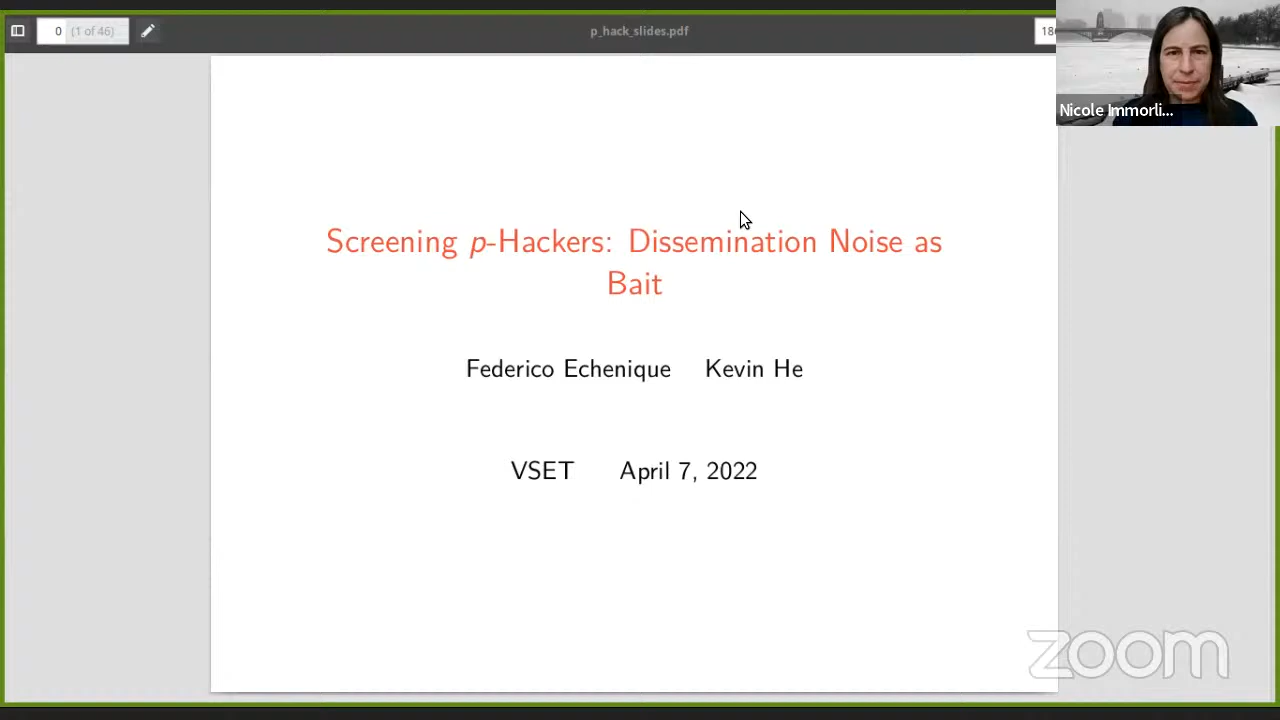 0 (1 of 46)
p_hack_slides.pdf
18
Nicole Immorli...
Screening p-Hackers: Dissemination Noise as
Bait
Federico Echenique Kevin He
VSET April 7, 2022
zoom